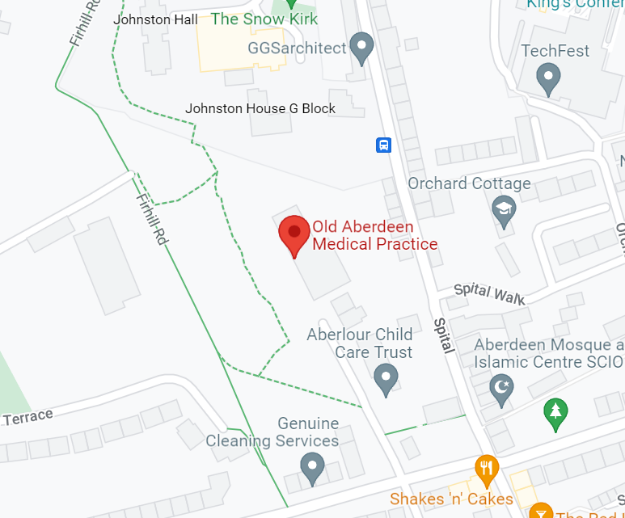 King's Confer
Firhill-Rd
Johnston Hall
The Snow Kirk
GGSarchitect
TechFest
Johnston House G Block
Orchard Cottage
Firhill-Rd
Old Aberdeen
Medical Practice
Spital Walk
Spital
Aberlour Child
Care Trust
Aberdeen Mosque a
Islamic Centre SCIO
Terrace
Genuine
Cleaning Services
Shakes 'n' Cakes